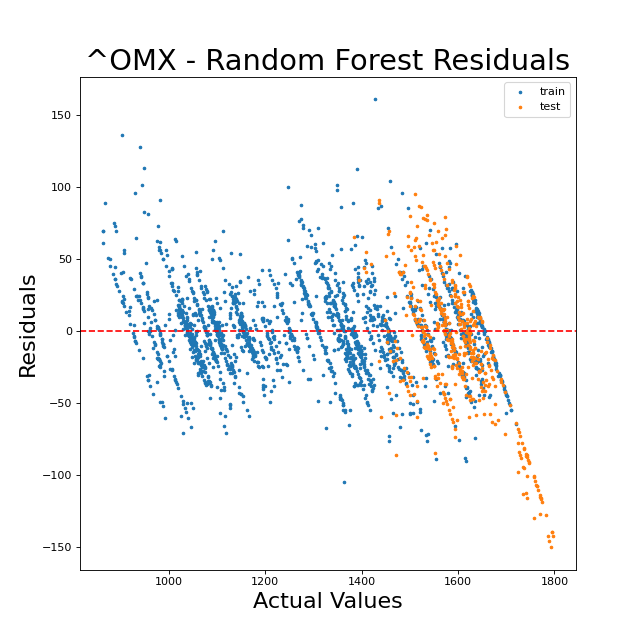 ^OMX - Random Forest Residuals
train
test
150
100
50
0
−50
−100
−150
Residuals
1000 1200 1400 1600 1800
Actual Values